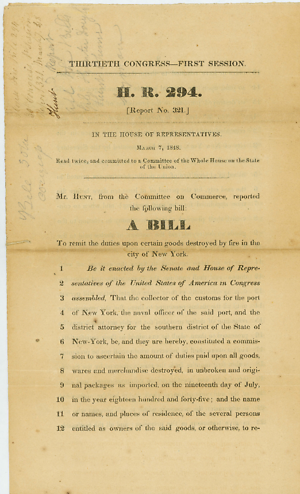 THIRTIETH CONGRESS—FIRST SESSION.
H. R. 294.
[Report No. 321.]
IN THE HOUSE OF REPRESENTATIVES.
MARCH 7, 1848.
Read twice, and committed to a Committee of the Whole House on the State
of the Union.
Mr. HUNT, from the Committee on Commerce, reported
the following bill:
A BILL
To remit the duties upon certain goods destroyed by fire in the
city of New York.
1 Be it enacted by the Senate and House of Repre-
2 sentatives of the United States of America in Congress
3 assembled, That the collector of the customs for the port
4 of New York, the naval officer of the said port, and the
5 district attorney for the southern district of the State of
6 New-York, be, and they are hereby, constituted a commis-
7 sion to ascertain the amount of duties paid upon all goods,
8 wares and merchandise destroyed, in unbroken and origi-
9 nal packages as imported, on the nineteenth day of July,
10 in the year eighteen hundred and forty-five; and the name
11 or names, and places of residence, of the several persons
12 entitled as owners of the said goods, or otherwise, to re-